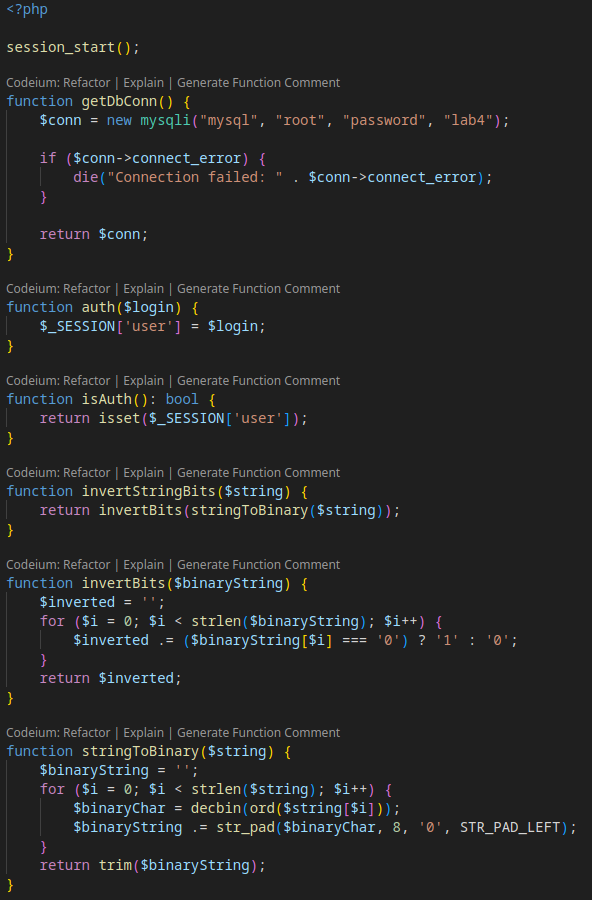 <?php
session_start();
Codeium: Refactor | Explain | Generate Function Comment
function getDbConn() {
    $conn = new mysqli("mysql", "root", "password", "lab4");
    if ($conn->connect_error) {
        die("Connection failed: " . $conn->connect_error);
    }
    return $conn;
}
Codeium: Refactor | Explain | Generate Function Comment
function auth($login) {
    $_SESSION['user'] = $login;
}
Codeium: Refactor | Explain | Generate Function Comment
function isAuth(): bool {
    return isset($_SESSION['user']);
}
Codeium: Refactor | Explain | Generate Function Comment
function invertStringBits($string) {
    return invertBits(stringToBinary($string));
}
Codeium: Refactor | Explain | Generate Function Comment
function invertBits($binaryString) {
    $inverted = '';
    for ($i = 0; $i < strlen($binaryString); $i++) {
        $inverted .= ($binaryString[$i] === '0') ? '1' : '0';
    }
    return $inverted;
}
Codeium: Refactor | Explain | Generate Function Comment
function stringToBinary($string) {
    $binaryString = '';
    for ($i = 0; $i < strlen($string); $i++) {
        $binaryChar = decbin(ord($string[$i]));
        $binaryString .= str_pad($binaryChar, 8, '0', STR_PAD_LEFT);
    }
    return trim($binaryString);
}